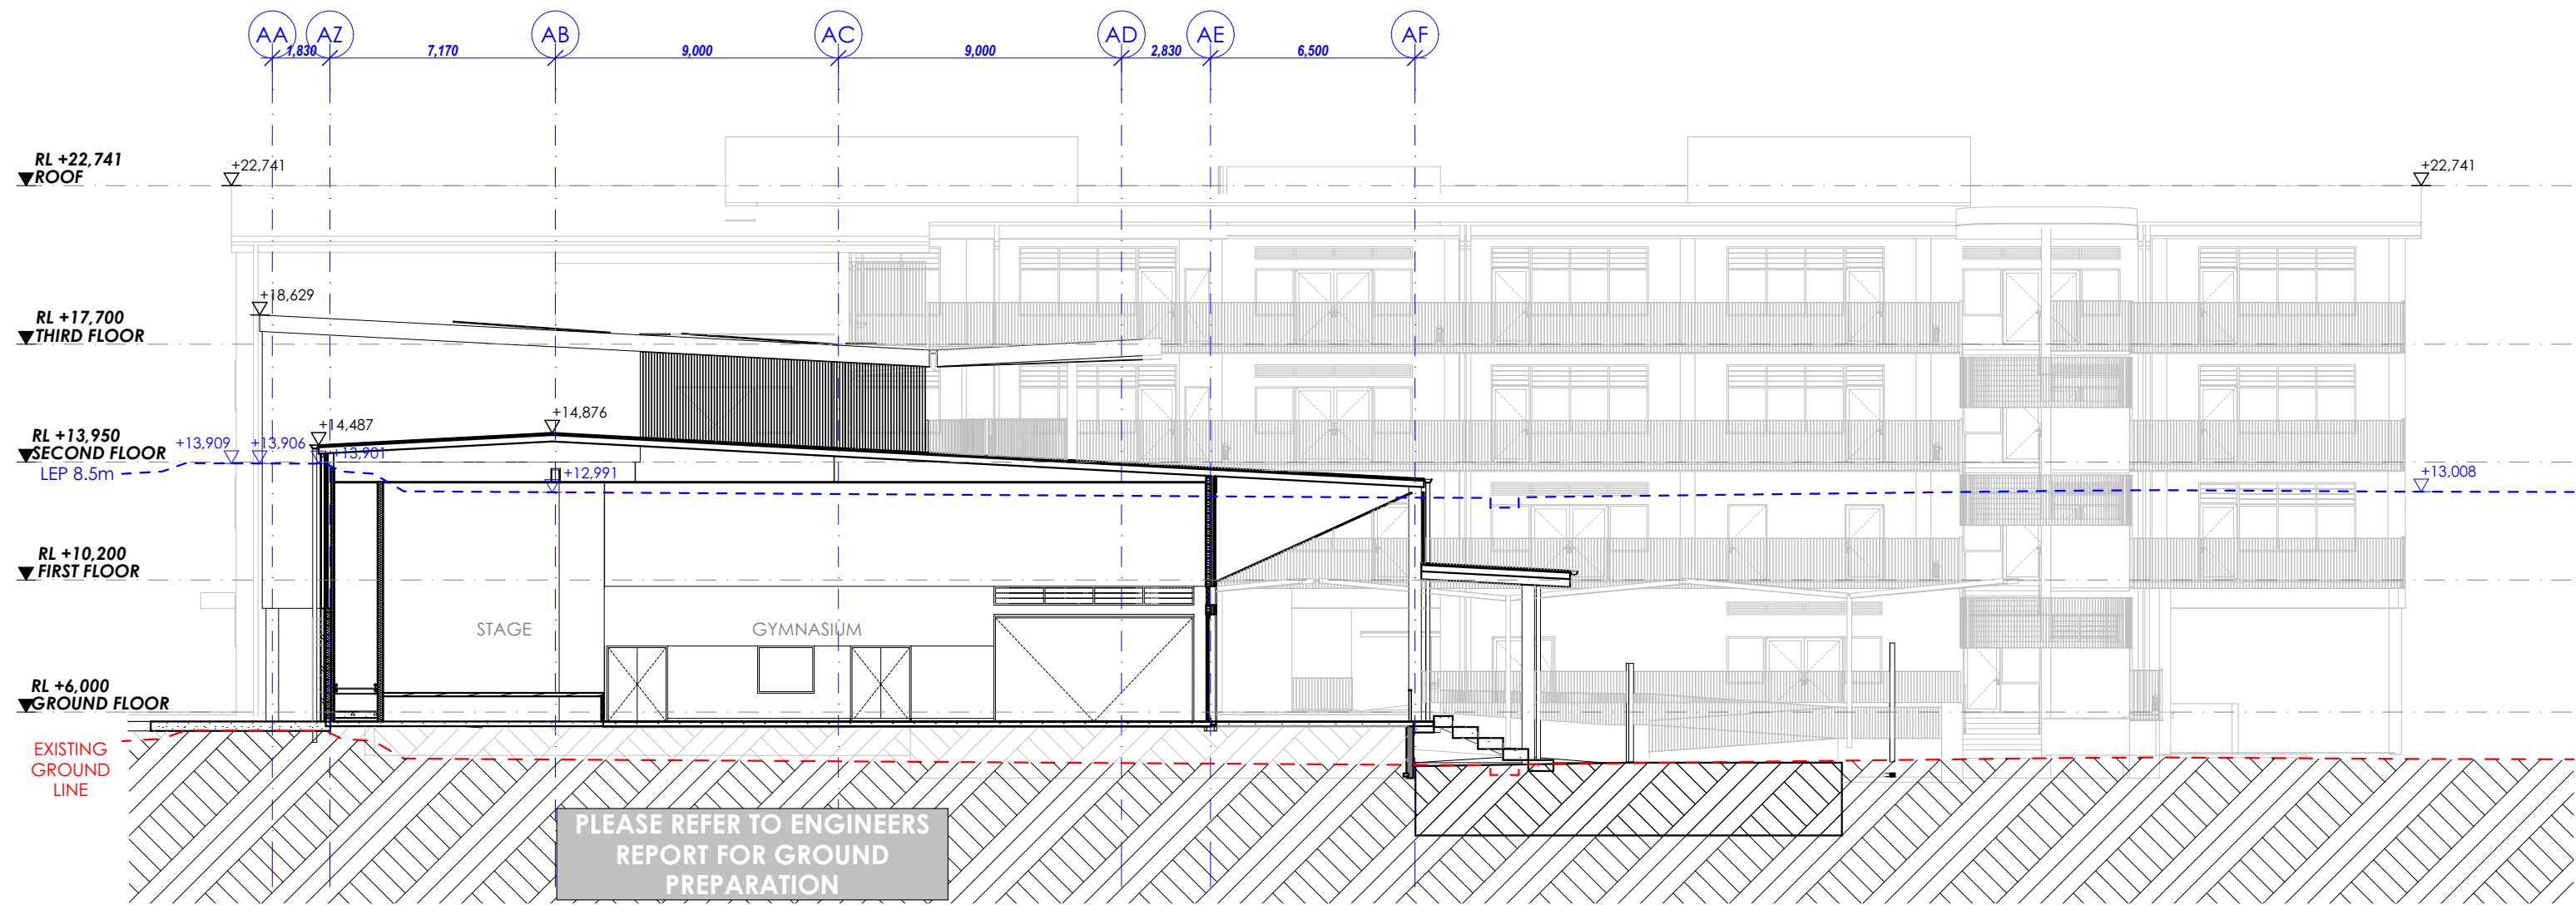 AA AZ AB AC AD AE AF
1,830 7,170 9,000 9,000 2,830 6,500
RL +22,741
ROOF
+22,741
+22,741
+18,629
RL +17,700
THIRD FLOOR
+14,876
+14,487
RL +13,950
SECOND FLOOR
+13,909
+13,906
+13,901
LEP 8.5m
+12,991
+13,008
RL +10,200
FIRST FLOOR
STAGE
GYMNASIUM
RL +6,000
GROUND FLOOR
EXISTING
GROUND
LINE
PLEASE REFER TO ENGINEERS
REPORT FOR GROUND
PREPARATION